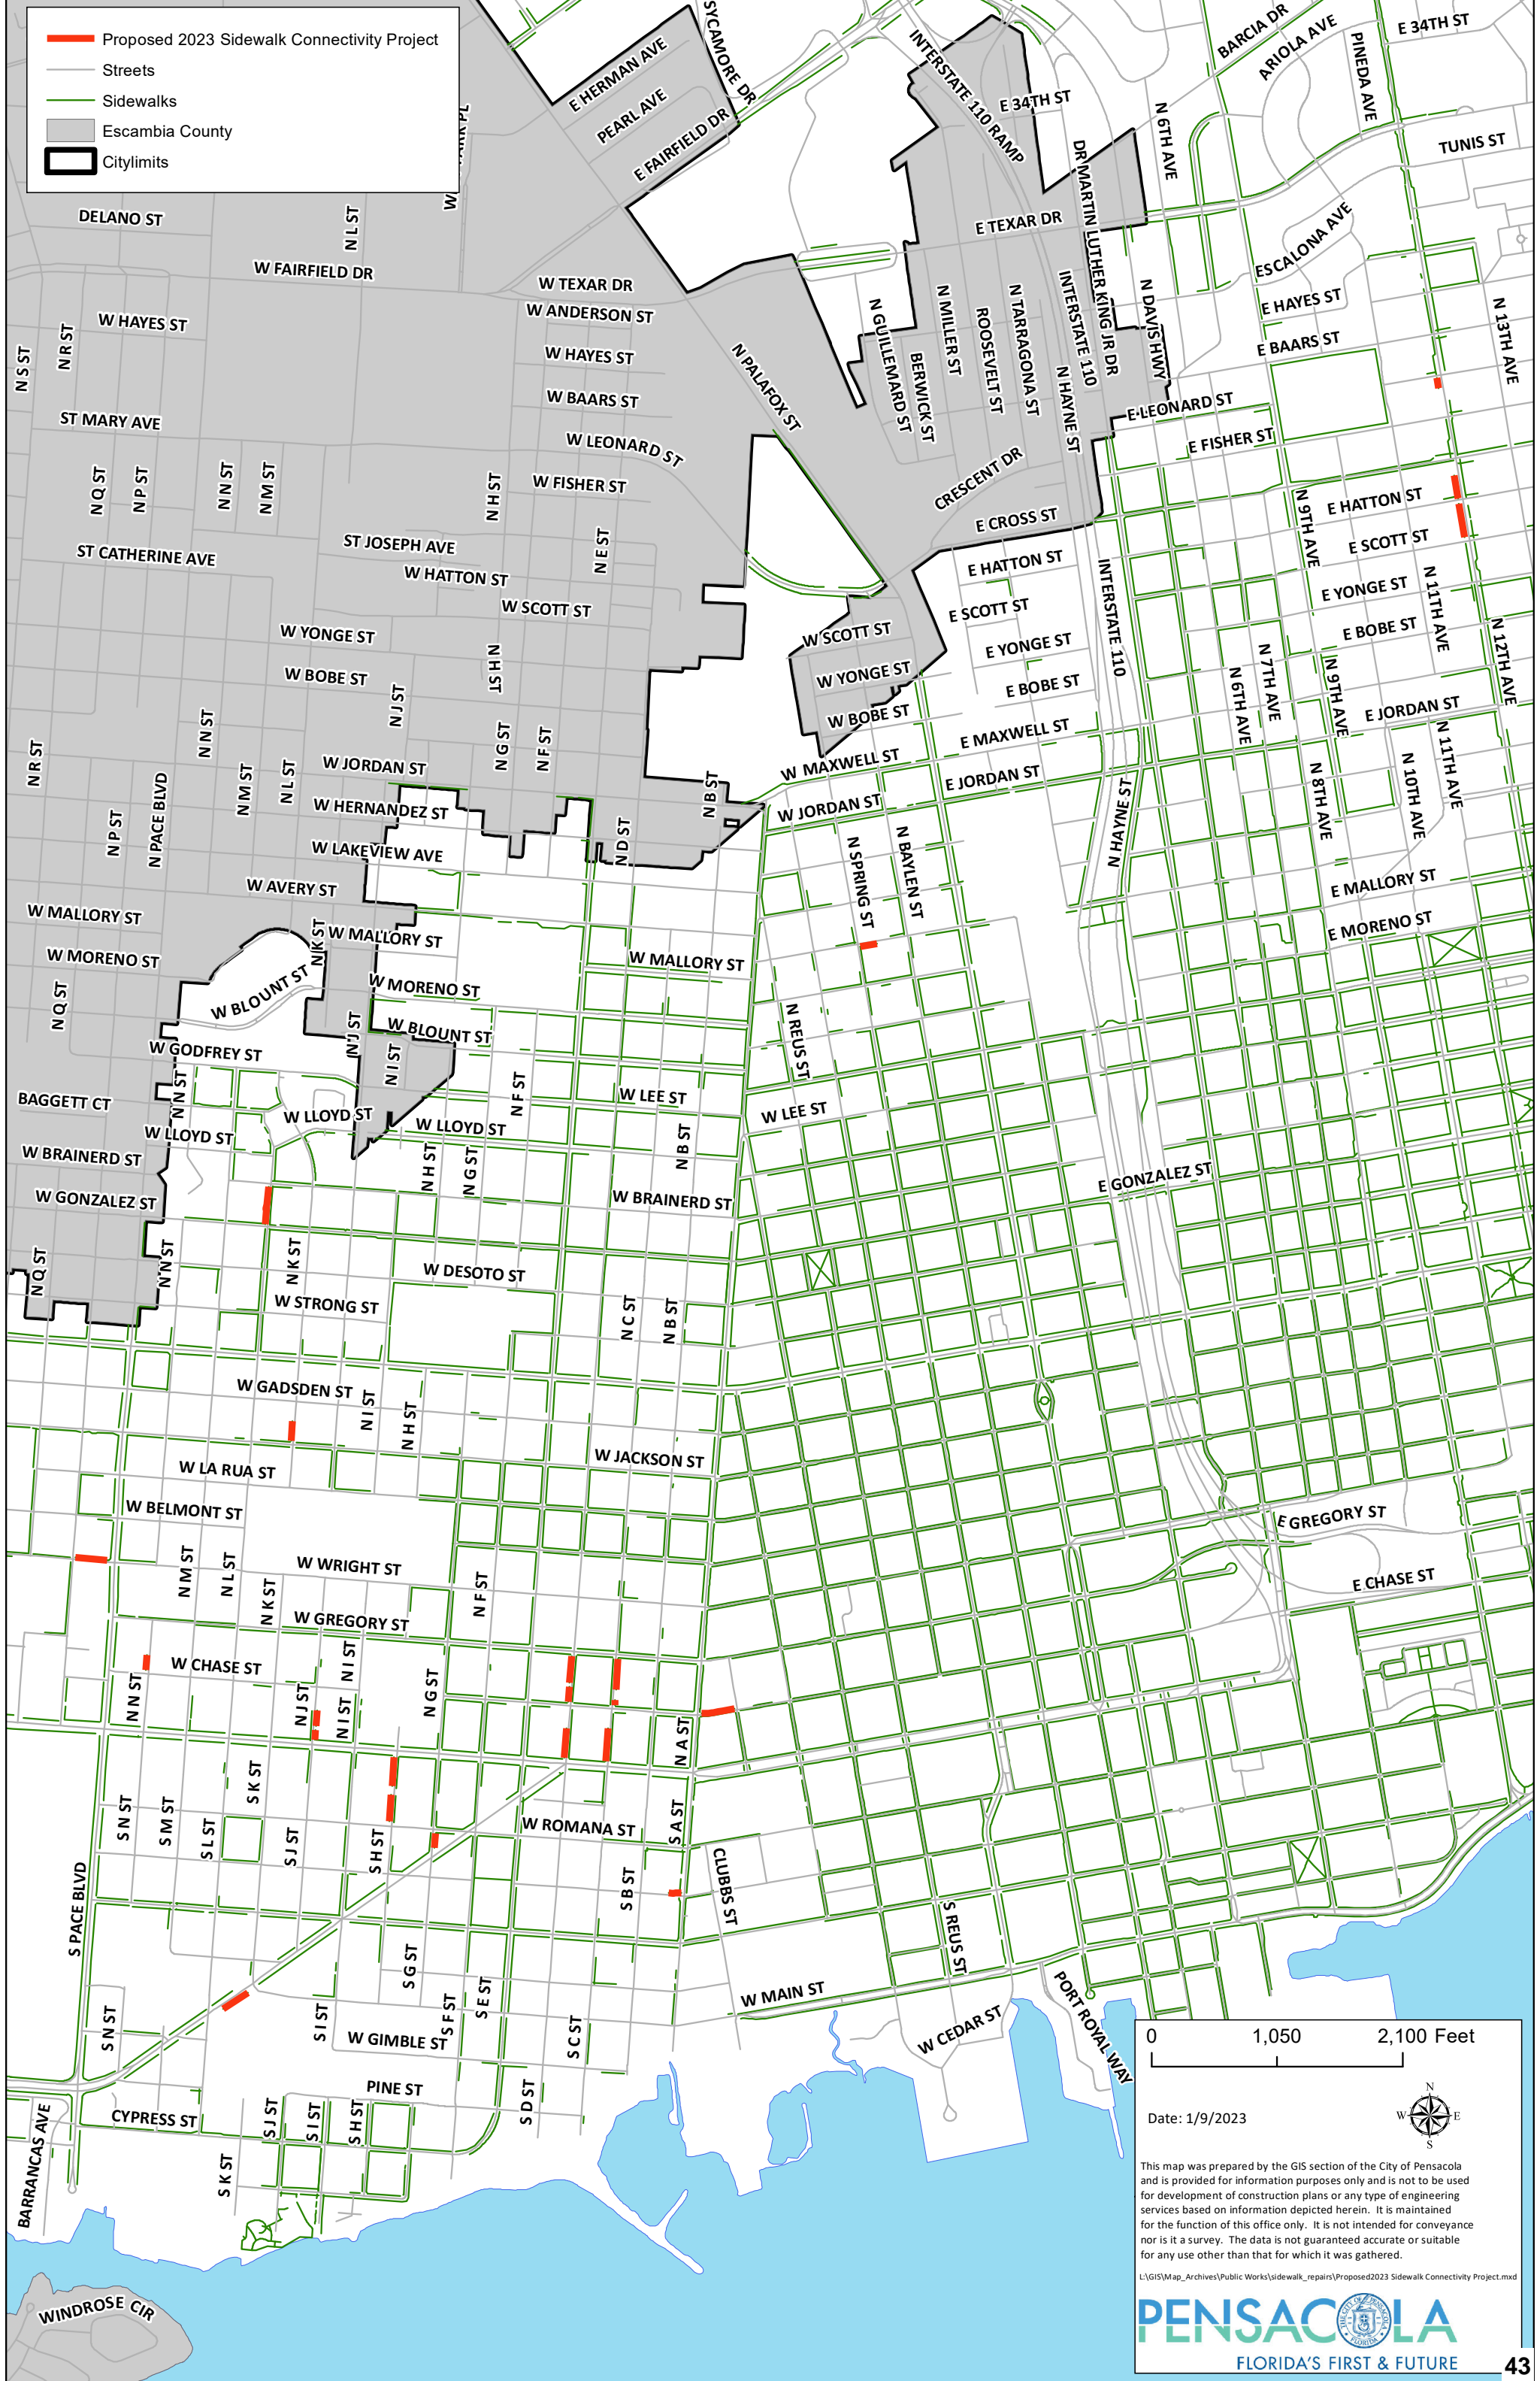 Proposed 2023 Sidewalk Connectivity Project
Streets
Sidewalks
Escambia County
Citylimits
SYCAMORE DR
E HERMAN AVE
PEARL AVE
E FAIRFIELD DR
INTERSTATE 110 RAMP
E 34TH ST
BARCIA DR
ARIOLA AVE
PINEDA AVE
E 34TH ST
N 6TH AVE
TUNIS ST
DR MARTIN LUTHER KING JR DR
DELANO ST
N L ST
W FAIRFIELD DR
W TEXAR DR
W ANDERSON ST
E TEXAR DR
ESCALONA AVE
E HAYES ST
E BAARS ST
N 13TH AVE
N DAVIS HWY
INTERSTATE 110
N TARRAGONA ST
ROOSEVELT ST
N MILLER ST
BERWICK ST
N GUILLEMARD ST
N HAYNE ST
N PALAFOX ST
N S ST
N R ST
W HAYES ST
W HAYES ST
W BAARS ST
W LEONARD ST
W FISHER ST
ST MARY AVE
N Q ST
N P ST
N N ST
N M ST
N H ST
N E ST
E LEONARD ST
E FISHER ST
CRESCENT DR
E CROSS ST
E HATTON ST
N 9TH AVE
E HATTON ST
E SCOTT ST
ST JOSEPH AVE
ST CATHERINE AVE
W HATTON ST
W SCOTT ST
W YONGE ST
W BOBE ST
N H ST
N J ST
W SCOTT ST
W YONGE ST
W BOBE ST
E SCOTT ST
E YONGE ST
E BOBE ST
INTERSTATE 110
E YONGE ST
E BOBE ST
N 11TH AVE
N 12TH AVE
N 6TH AVE
N 7TH AVE
N 9TH AVE
E JORDAN ST
N 11TH AVE
N 10TH AVE
N 8TH AVE
N R ST
N N ST
N G ST
N F ST
W MAXWELL ST
E MAXWELL ST
E JORDAN ST
W JORDAN ST
N B ST
W JORDAN ST
N L ST
N M ST
N PACE BLVD
N P ST
W HERNANDEZ ST
W LAKEVIEW AVE
N D ST
N HAYNE ST
N SPRING ST
N BAYLEN ST
E MALLORY ST
E MORENO ST
W AVERY ST
W MALLORY ST
N K ST
W MALLORY ST
W MALLORY ST
W MORENO ST
W MORENO ST
W BLOUNT ST
W BLOUNT ST
N Q ST
N J ST
N I ST
N REUS ST
W GODFREY ST
BAGGETT CT
N N ST
W LLOYD ST
W LLOYD ST
W LLOYD ST
N F ST
W LEE ST
W LEE ST
N B ST
W BRAINERD ST
N H ST
N G ST
W BRAINERD ST
W GONZALEZ ST
E GONZALEZ ST
N N ST
N Q ST
N K ST
W DESOTO ST
W STRONG ST
N C ST
N B ST
W GADSDEN ST
N I ST
N H ST
W JACKSON ST
W LA RUA ST
W BELMONT ST
E GREGORY ST
W WRIGHT ST
N M ST
N L ST
N K ST
N F ST
E CHASE ST
W GREGORY ST
N I ST
W CHASE ST
N N ST
N J ST
N I ST
N G ST
N A ST
S K ST
S N ST
S M ST
S L ST
S J ST
S H ST
W ROMANA ST
S A ST
S B ST
CLUBBS ST
S PACE BLVD
S REUS ST
S G ST
S E ST
S F ST
W MAIN ST
PORT ROYAL WAY
S N ST
S I ST
W GIMBLE ST
S C ST
W CEDAR ST
PINE ST
CYPRESS ST
S J ST
S I ST
S H ST
S D ST
S K ST
BARRANCAS AVE
WINDROSE CIR
0 1,050 2,100 Feet
Date: 1/9/2023
N
W E
S
This map was prepared by the GIS section of the City of Pensacola
and is provided for information purposes only and is not to be used
for development of construction plans or any type of engineering
services based on information depicted herein. It is maintained
for the function of this office only. It is not intended for conveyance
nor is it a survey. The data is not guaranteed accurate or suitable
for any use other than that for which it was gathered.
L:\GIS\Map_Archives\Public Works\sidewalk_repairs\Proposed2023 Sidewalk Connectivity Project.mxd
PENSACOLA
FLORIDA'S FIRST & FUTURE
43